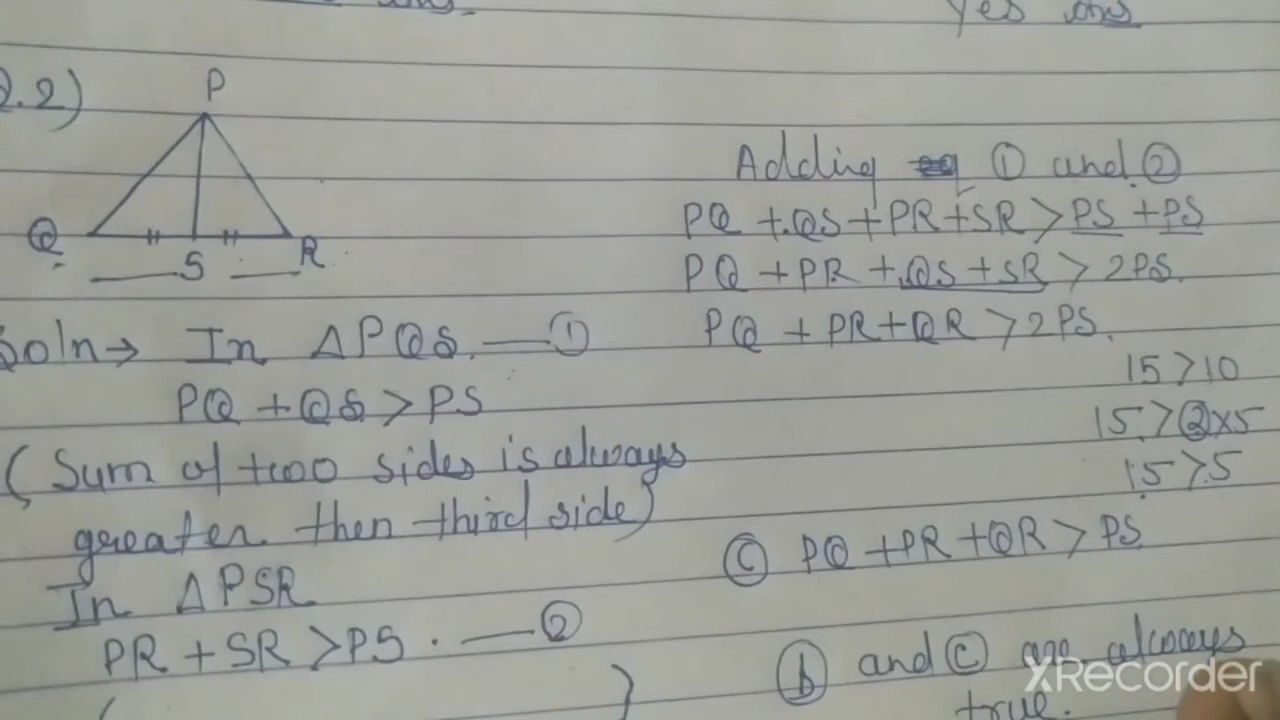 Yes ans
Q.2)
P
Q
S
R
Soln → In △PQS. — ①
PQ + QS > PS
(Sum of two sides is always
greater then third side)
In △PSR
PR + SR > PS. — ②
(
)
Adding ① and ②
PQ + QS + PR + SR > PS + PS
PQ + PR + QS + SR > 2PS.
PQ + PR + QR > 2PS.
15 > 10
15 > ②×5
15 > 5
ⓒ PQ + PR + QR > PS
ⓑ and ⓒ are always
true.
XRecorder